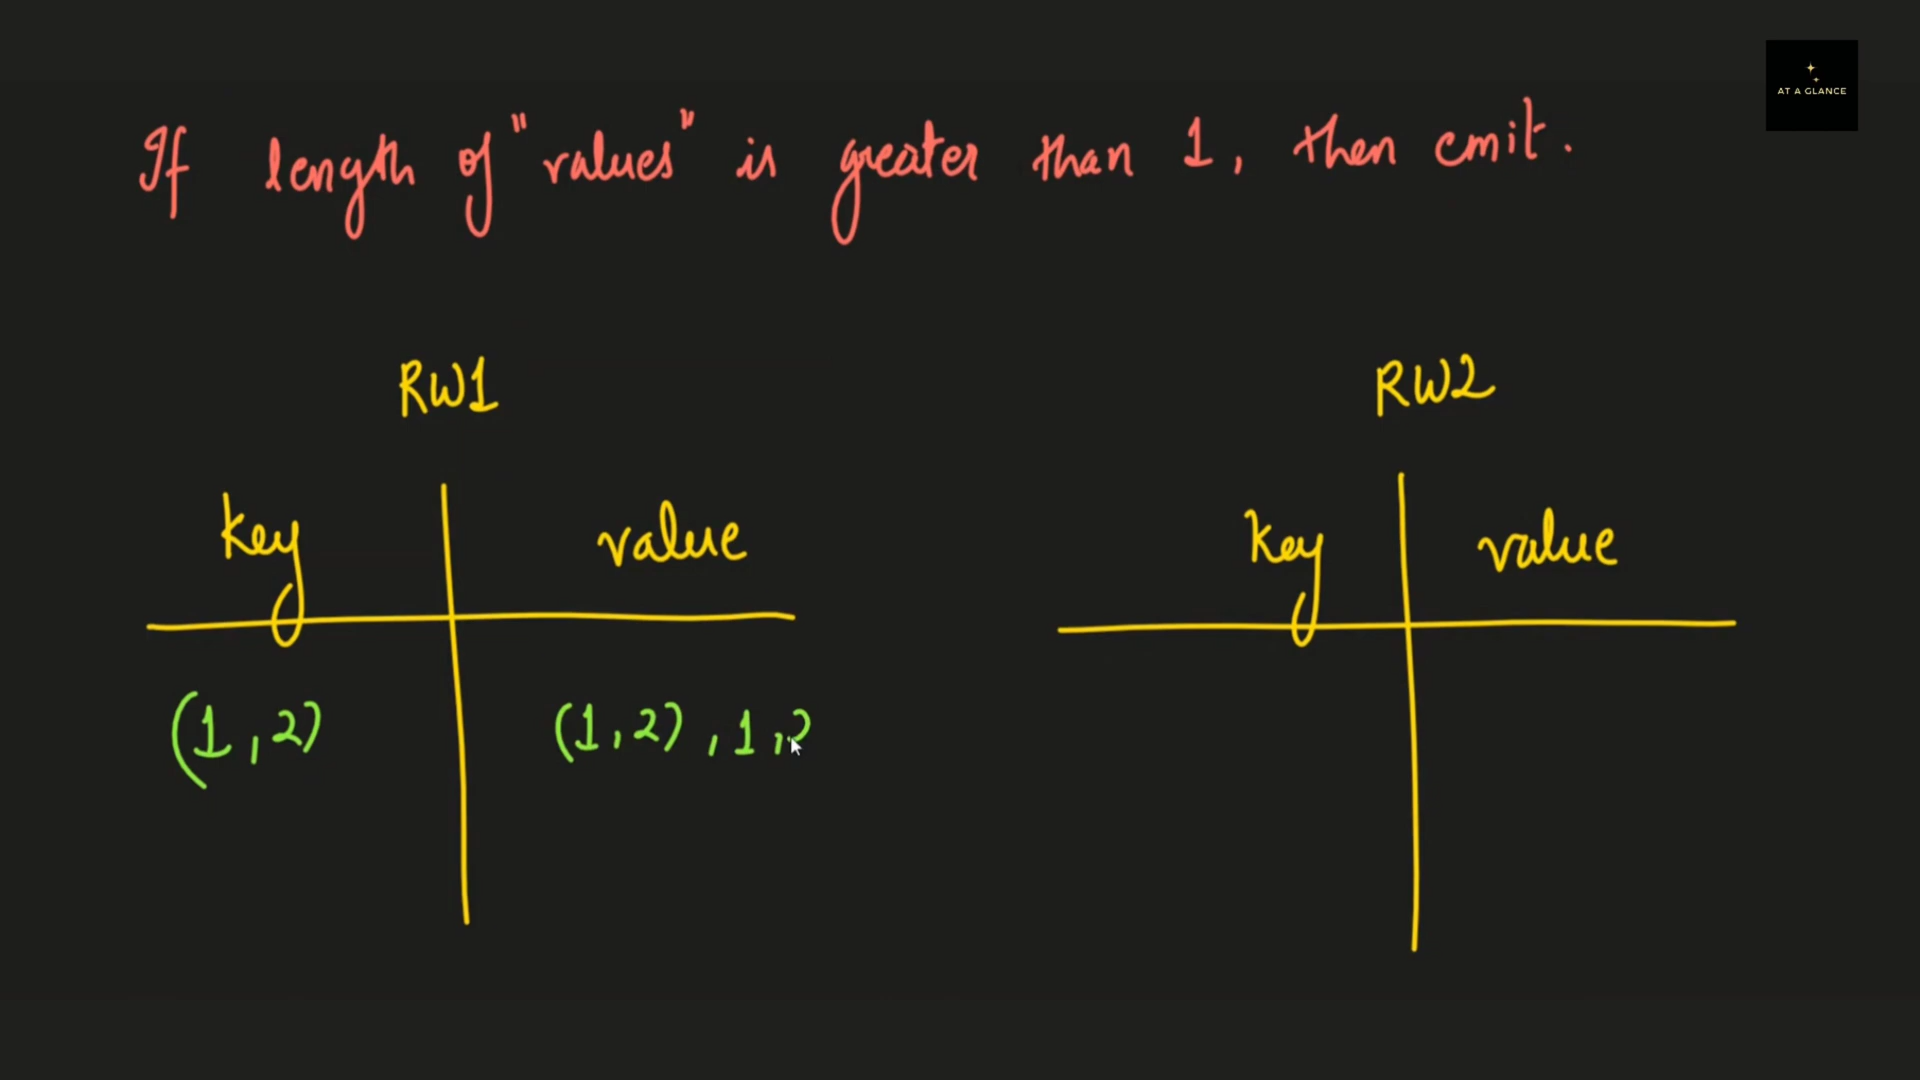 AT A GLANCE
If length of "values" is greater than 1, then emit.
RW1
RW2
key value
key value
(1,2) (1,2),1,2